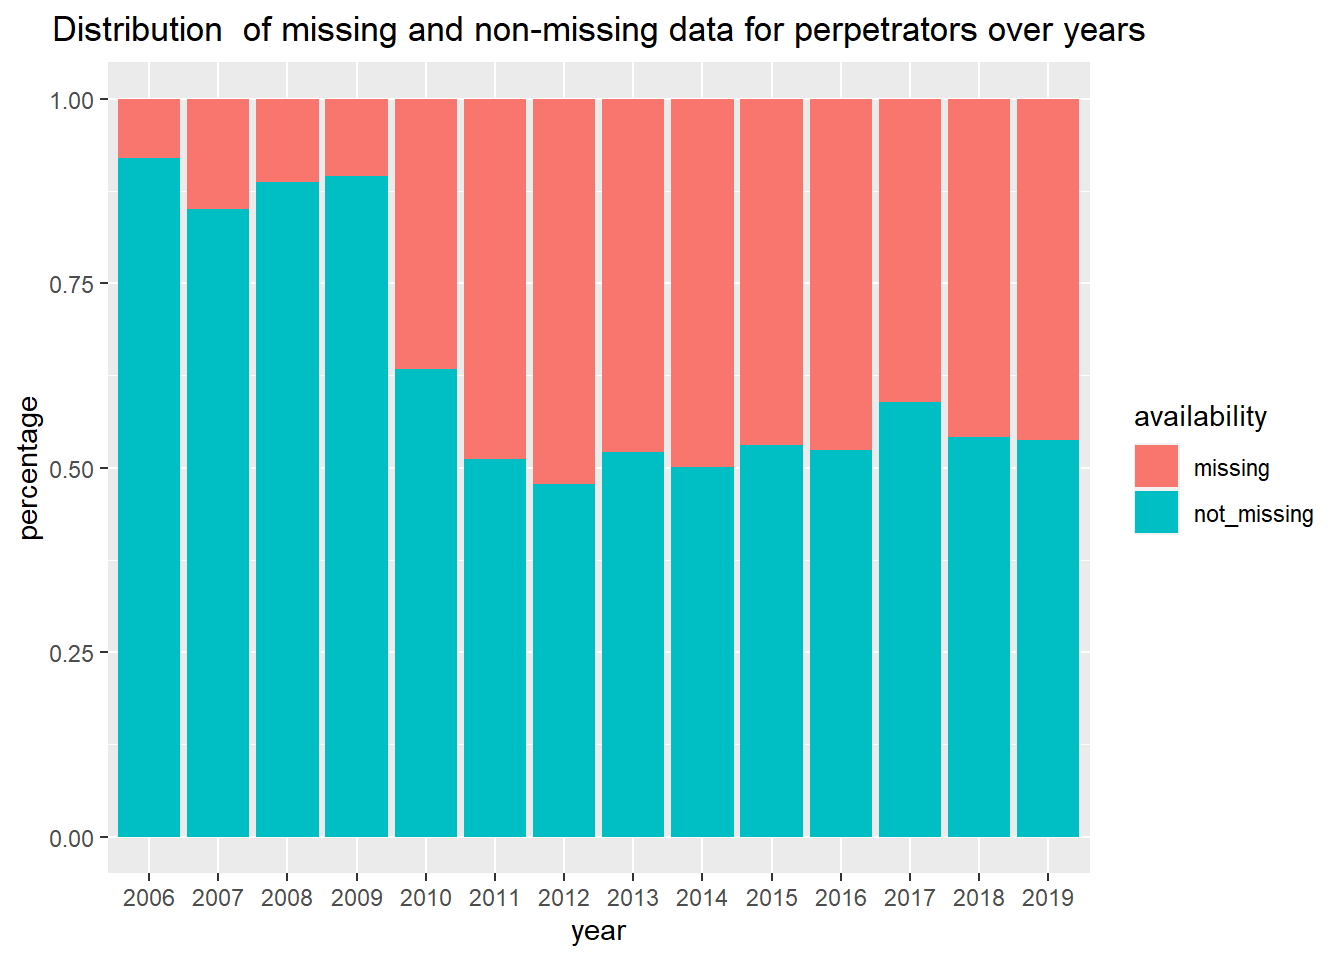 Distribution  of missing and non-missing data for perpetrators over years
1.00
0.75
0.50
0.25
0.00
percentage
2006 2007 2008 2009 2010 2011 2012 2013 2014 2015 2016 2017 2018 2019
year
availability
missing
not_missing